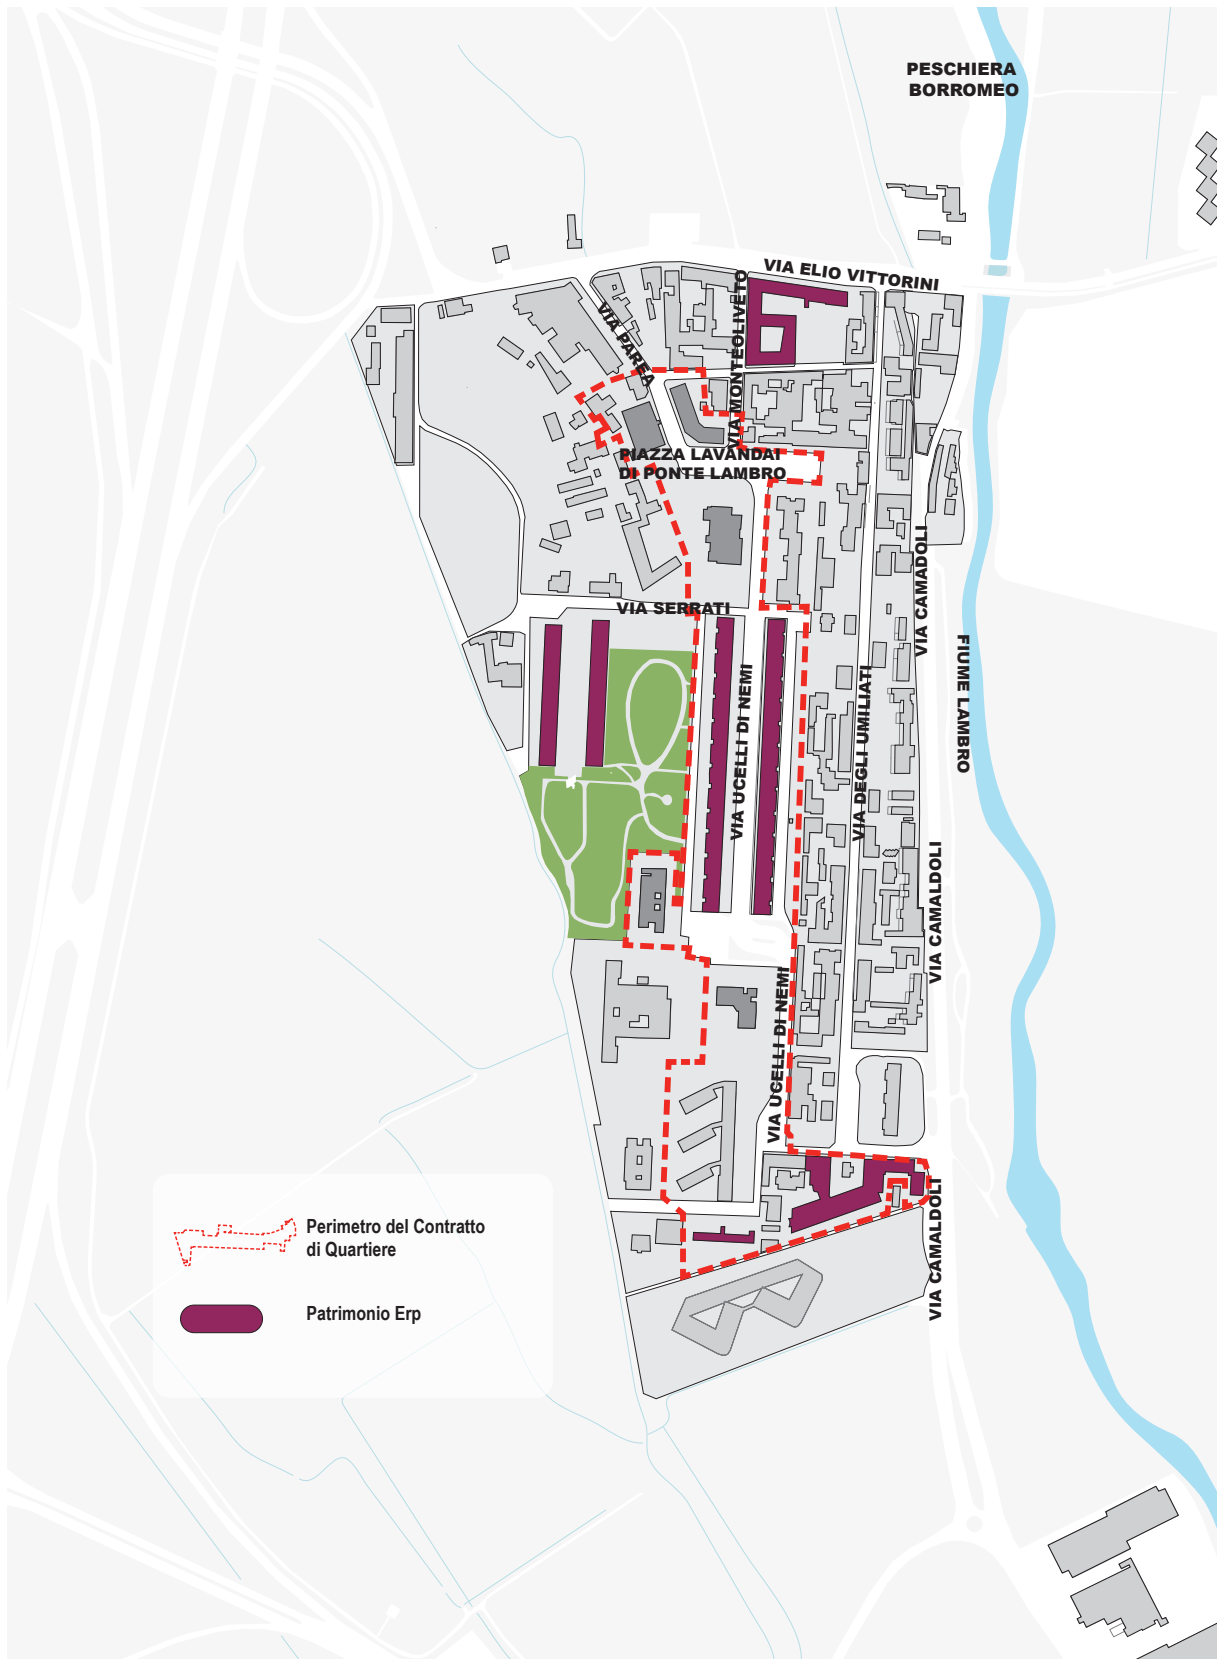 PESCHIERA
BORROMEO
VIA ELIO VITTORINI
VIA MONTEOLIVETO
VIA PAREA
PIAZZA LAVANDAI
DI PONTE LAMBRO
VIA CAMADOLI
VIA SERRATI
FIUME LAMBRO
VIA UCELLI DI NEMI
VIA DEGLI UMILIATI
VIA CAMALDOLI
VIA UCELLI DI NEMI
VIA CAMALDOLI
Perimetro del Contratto
di Quartiere
Patrimonio Erp